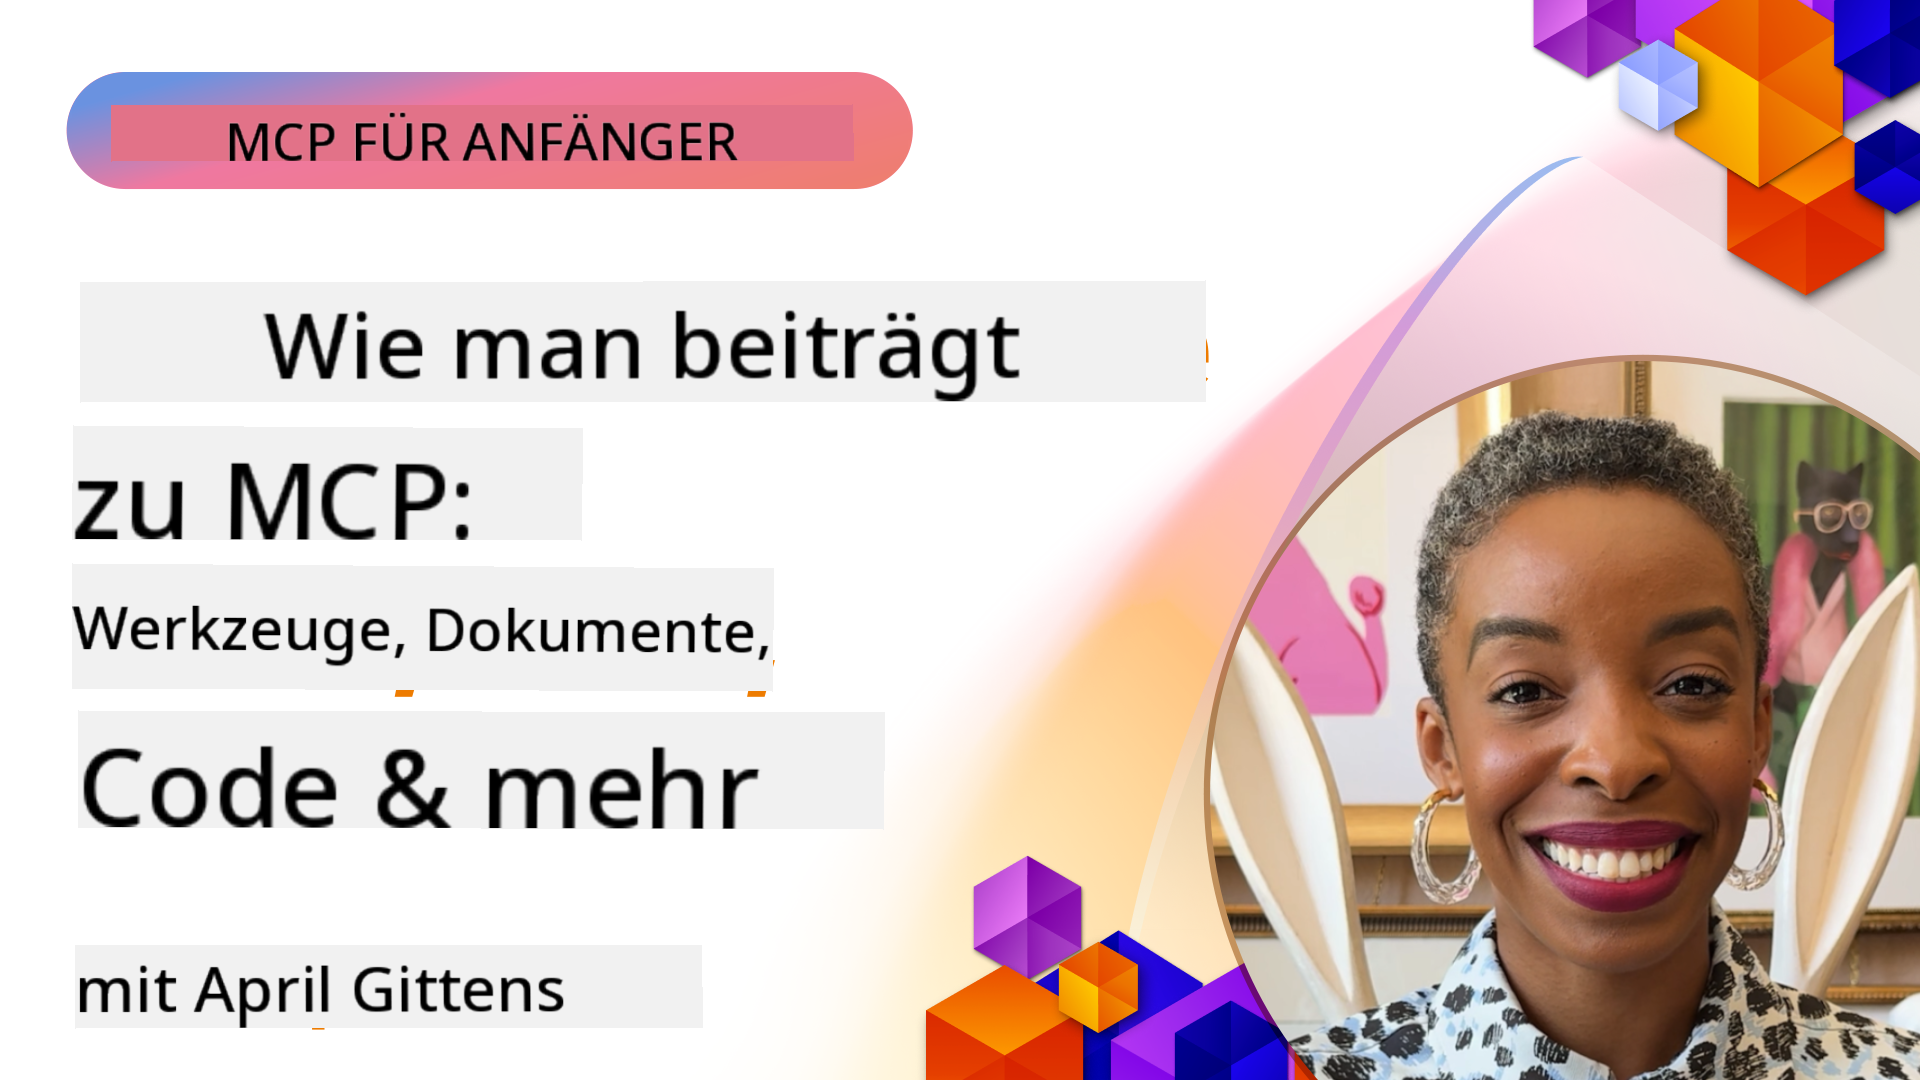 MCP FÜR ANFÄNGER
Wie man beiträgt
zu MCP:
Werkzeuge, Dokumente,
Code & mehr
mit April Gittens